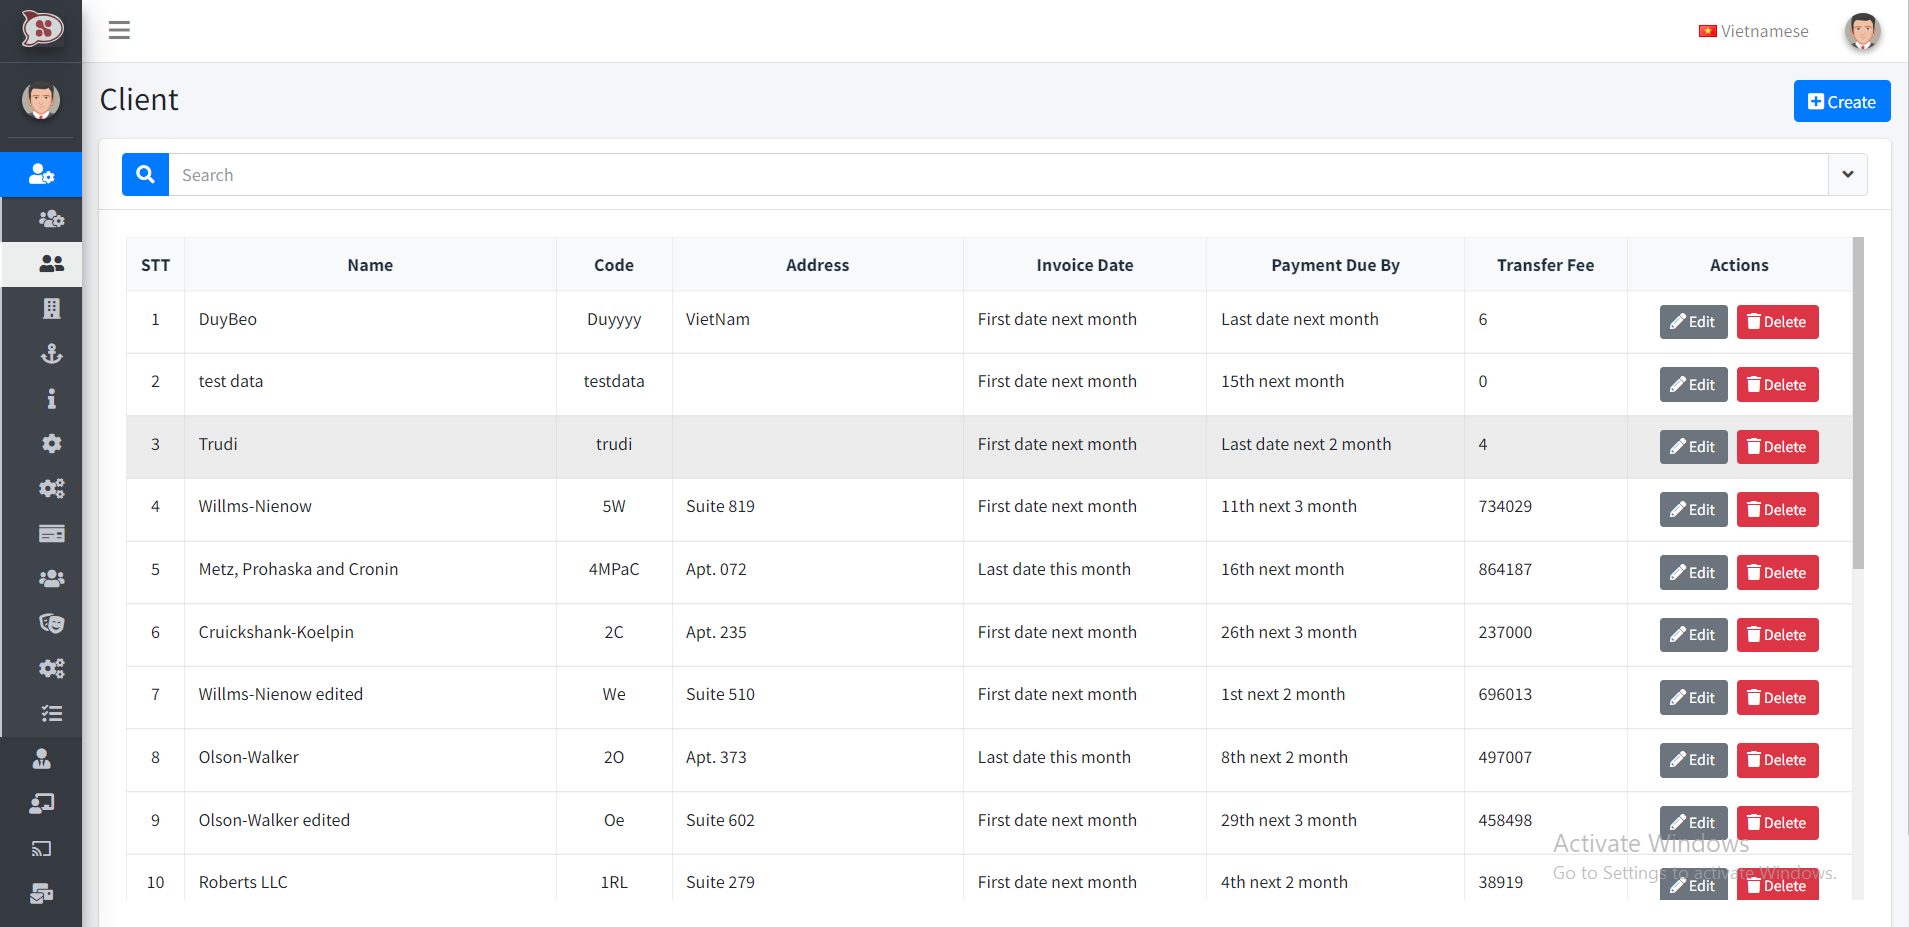 Vietnamese
Client
Create
Search
STT Name Code Address Invoice Date Payment Due By Transfer Fee Actions
1 DuyBeo Duyyyy VietNam First date next month Last date next month 6 Edit Delete
2 test data testdata First date next month 15th next month 0 Edit Delete
3 Trudi trudi First date next month Last date next 2 month 4 Edit Delete
4 Willms-Nienow 5W Suite 819 First date next month 11th next 3 month 734029 Edit Delete
5 Metz, Prohaska and Cronin 4MPaC Apt. 072 Last date this month 16th next month 864187 Edit Delete
6 Cruickshank-Koelpin 2C Apt. 235 First date next month 26th next 3 month 237000 Edit Delete
7 Willms-Nienow edited We Suite 510 First date next month 1st next 2 month 696013 Edit Delete
8 Olson-Walker 2O Apt. 373 Last date this month 8th next 2 month 497007 Edit Delete
9 Olson-Walker edited Oe Suite 602 First date next month 29th next 3 month 458498 Edit Delete
Activate Windows
Go to Settings to activate Windows.
10 Roberts LLC 1RL Suite 279 First date next month 4th next 2 month 38919 Edit Delete